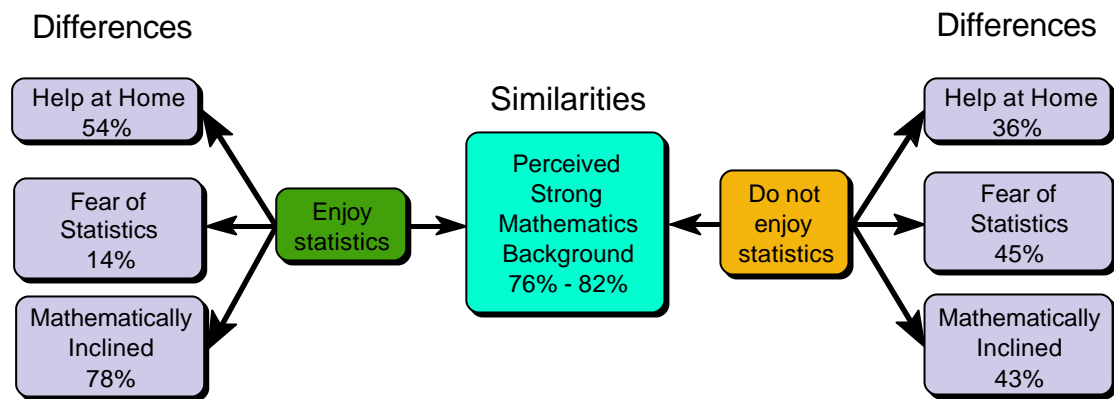 Differences
Help at Home
54%
Fear of
Statistics
14%
Mathematically
Inclined
78%
Enjoy
statistics
Similarities
Perceived
Strong
Mathematics
Background
76% - 82%
Do not
enjoy
statistics
Differences
Help at Home
36%
Fear of
Statistics
45%
Mathematically
Inclined
43%